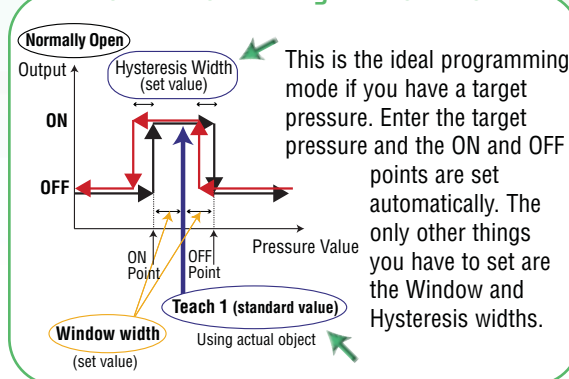 Normally Open
Output
Hysteresis Width
(set value)
ON
OFF
ON
Point
OFF
Point
Pressure Value
Teach 1 (standard value)
Using actual object
Window width
(set value)
This is the ideal programming
mode if you have a target
pressure. Enter the target
pressure and the ON and OFF
points are set
automatically. The
only other things
you have to set are
the Window and
Hysteresis widths.